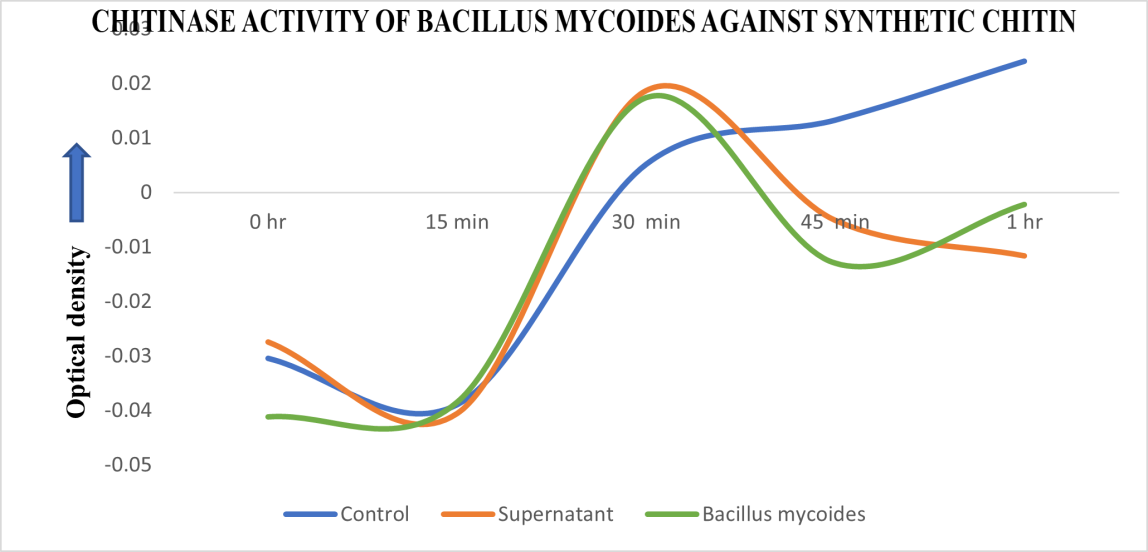 CHITINASE ACTIVITY OF BACILLUS MYCOIDES AGAINST SYNTHETIC CHITIN
0.03
0.02
0.01
0
-0.01
-0.02
-0.03
-0.04
-0.05
Optical density
0 hr 15 min 30 min 45 min 1 hr
Control Supernatant Bacillus mycoides